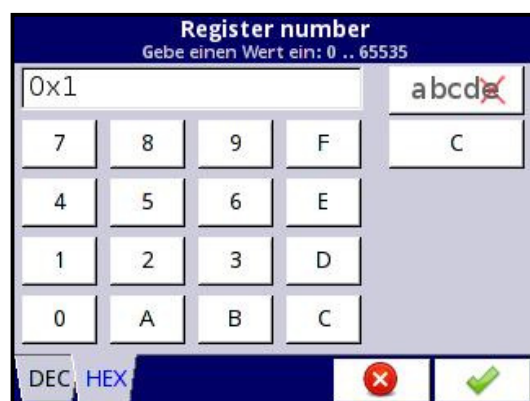 Register number
Gebe einen Wert ein: 0 .. 65535
0x1
abcde
7 8 9 F C
4 5 6 E
1 2 3 D
0 A B C
DEC HEX